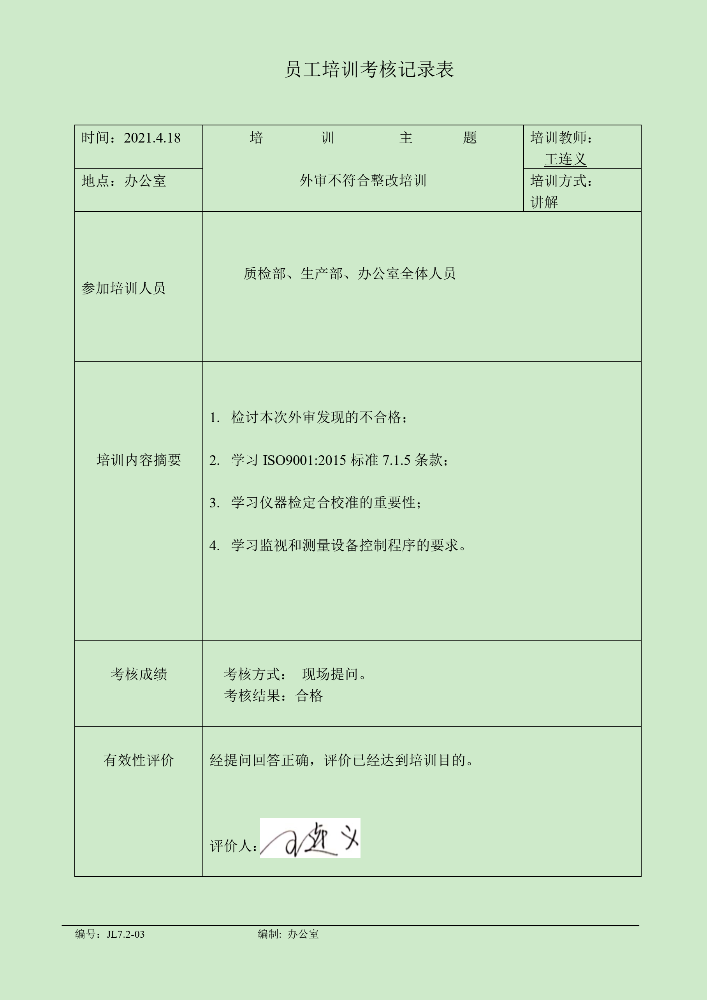 员工培训考核记录表
时间：2021.4.18
培 训 主 题
培训教师：
王连义
地点：办公室
外审不符合整改培训
培训方式：
讲解
参加培训人员
质检部、生产部、办公室全体人员
培训内容摘要
1. 检讨本次外审发现的不合格；
2. 学习 ISO9001:2015 标准 7.1.5 条款；
3. 学习仪器检定合校准的重要性；
4. 学习监视和测量设备控制程序的要求。
考核成绩
考核方式： 现场提问。
考核结果：合格
有效性评价
经提问回答正确，评价已经达到培训目的。
评价人：王连义
编号：JL7.2-03 编制: 办公室